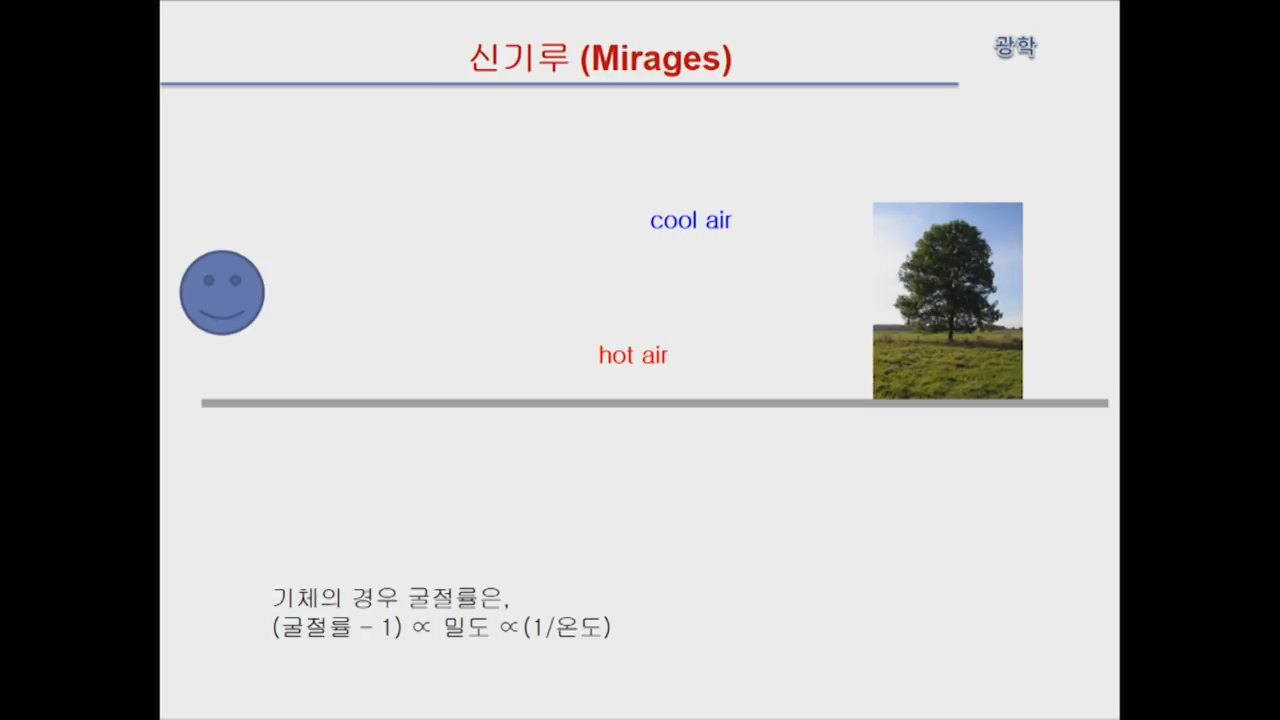 신기루 (Mirages)
광학
cool air
hot air
기체의 경우 굴절률은,
(굴절률 – 1) ∝ 밀도 ∝(1/온도)